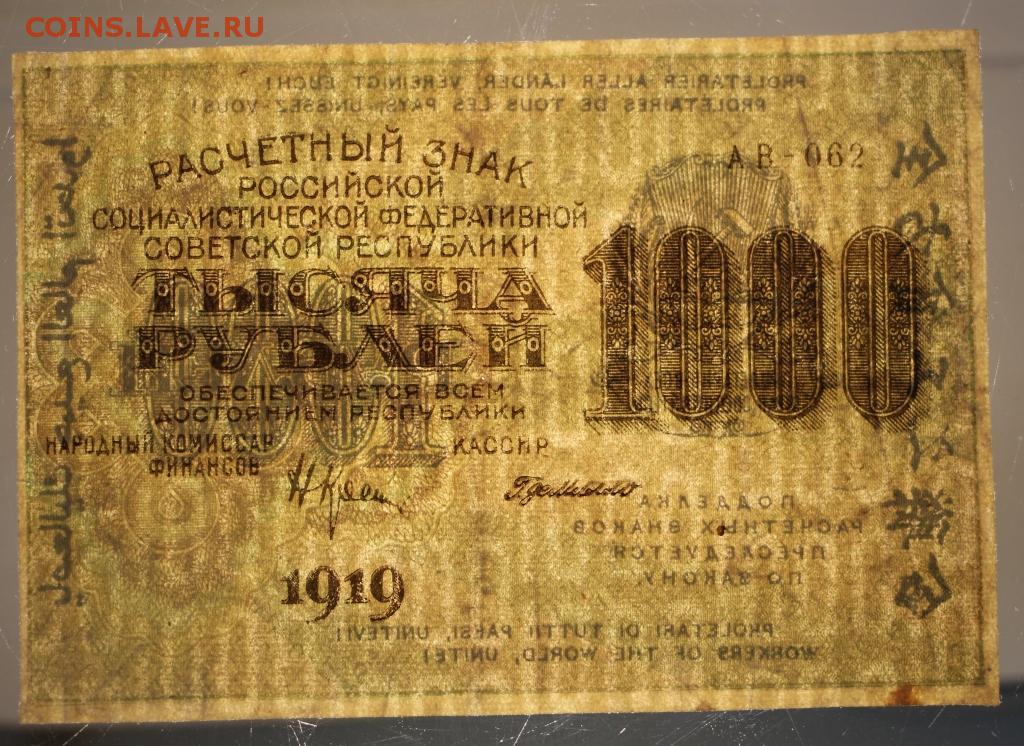 COINS.LAVE.RU
PROLETARIER ALLER LÄNDER, VEREINIGT EUCH!
PROLÉTAIRES DE TOUS LES PAYS, UNISSEZ-VOUS!
РАСЧЕТНЫЙ ЗНАК
АВ-062
РОССИЙСКОЙ
СОЦИАЛИСТИЧЕСКОЙ ФЕДЕРАТИВНОЙ
СОВЕТСКОЙ РЕСПУБЛИКИ
ТЫСЯЧА
РУБЛЕЙ
1000
ОБЕСПЕЧИВАЕТСЯ ВСЕМ
ДОСТОЯНИЕМ РЕСПУБЛИКИ
НАРОДНЫЙ КОМИССАР
ФИНАНСОВ
КАССИР
ПОДДЕЛКА
РАСЧЕТНЫХ ЗНАКОВ
ПРЕСЛЕДУЕТСЯ
ПО ЗАКОНУ.
1919
PROLETARI DI TUTTI I PAESI, UNITEVI!
WORKERS OF THE WORLD, UNITE!